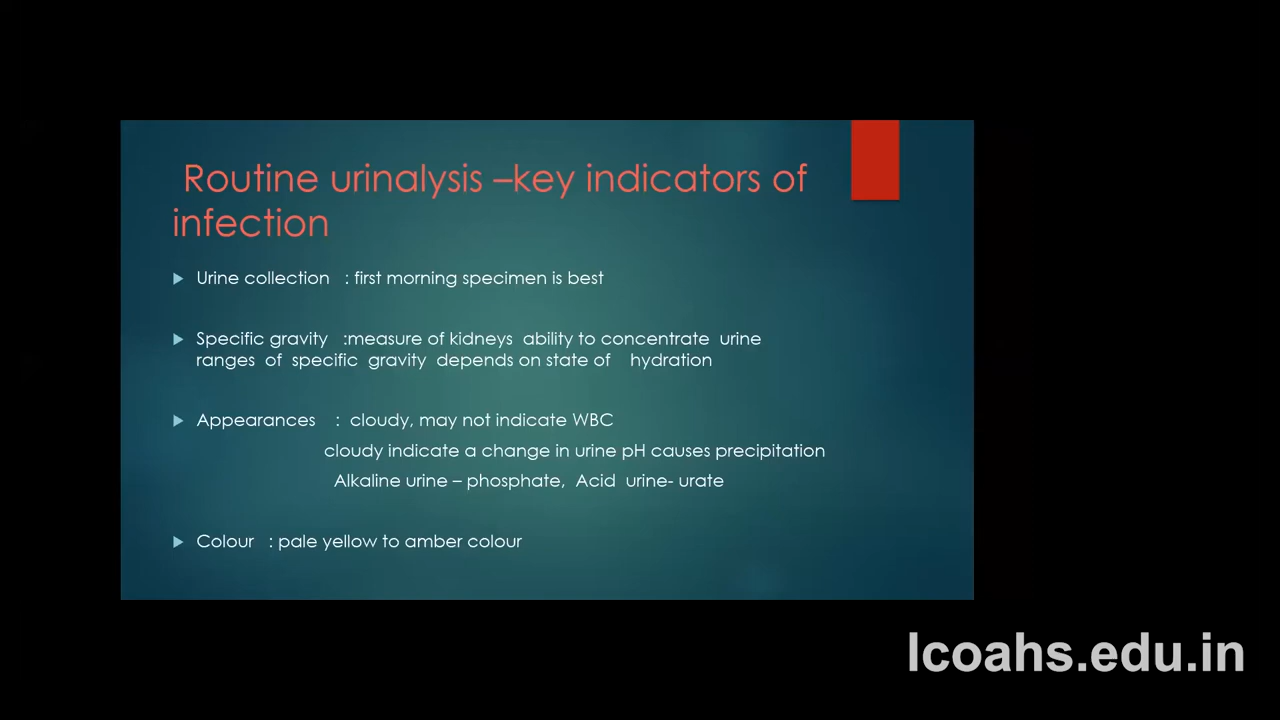 Routine urinalysis –key indicators of
infection
Urine collection : first morning specimen is best
Specific gravity :measure of kidneys ability to concentrate urine
ranges of specific gravity depends on state of hydration
Appearances : cloudy, may not indicate WBC
cloudy indicate a change in urine pH causes precipitation
Alkaline urine – phosphate, Acid urine- urate
Colour : pale yellow to amber colour
lcoahs.edu.in